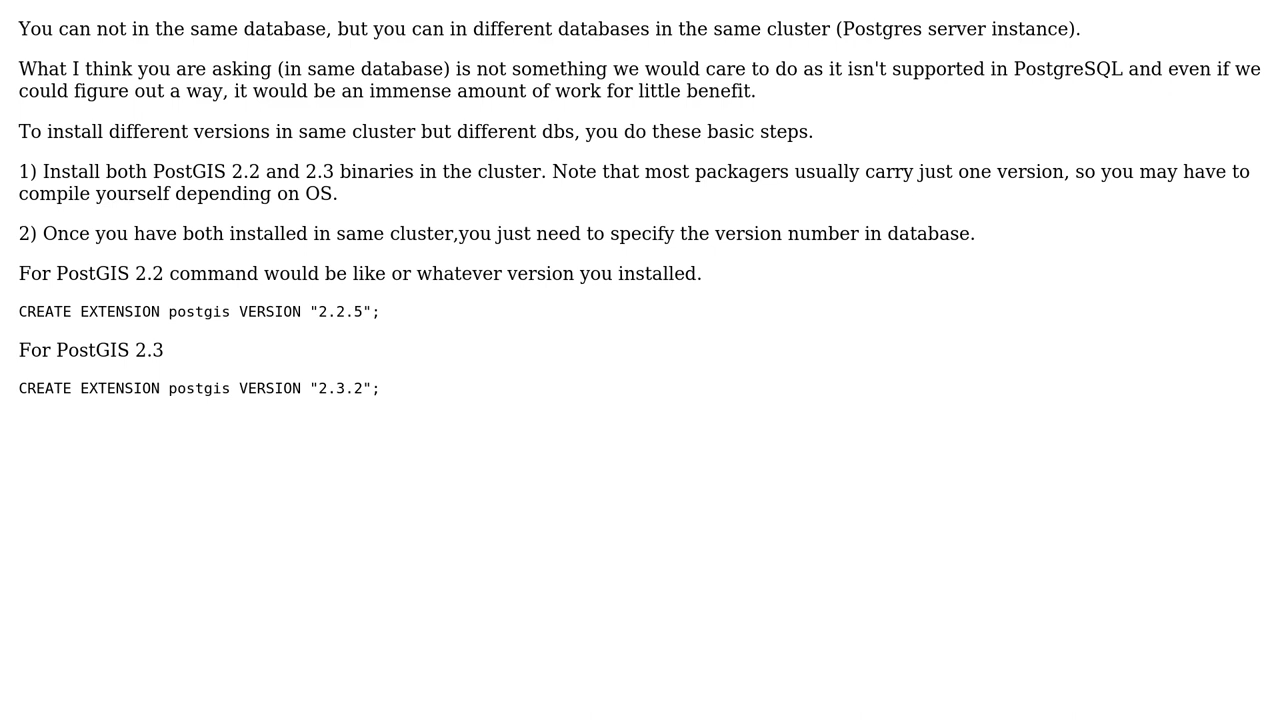 You can not in the same database, but you can in different databases in the same cluster (Postgres server instance).
What I think you are asking (in same database) is not something we would care to do as it isn't supported in PostgreSQL and even if we
could figure out a way, it would be an immense amount of work for little benefit.
To install different versions in same cluster but different dbs, you do these basic steps.
1) Install both PostGIS 2.2 and 2.3 binaries in the cluster. Note that most packagers usually carry just one version, so you may have to
compile yourself depending on OS.
2) Once you have both installed in same cluster,you just need to specify the version number in database.
For PostGIS 2.2 command would be like or whatever version you installed.
CREATE EXTENSION postgis VERSION "2.2.5";
For PostGIS 2.3
CREATE EXTENSION postgis VERSION "2.3.2";